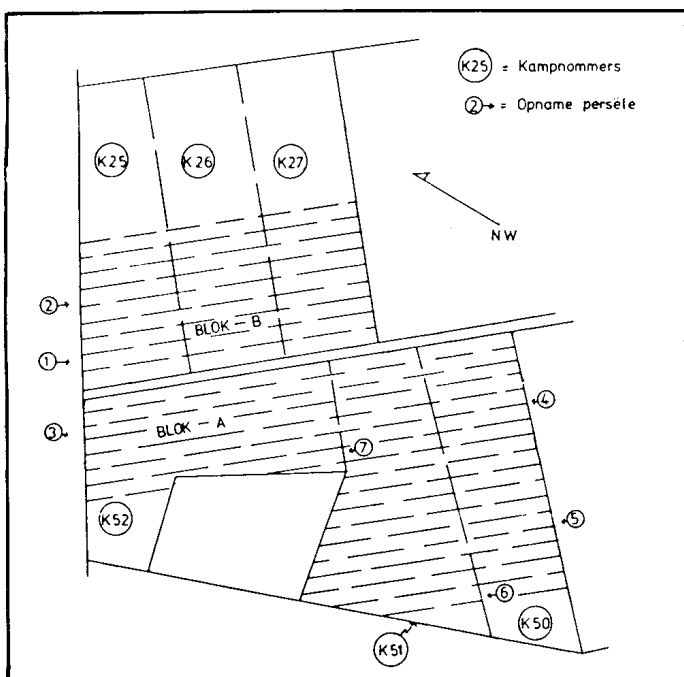 K25 = Kampnommers
2 = Opname persële
K25 K26 K27
NW
2
BLOK - B
1
BLOK - A
3
4
7
K52
5
6
K50
K51